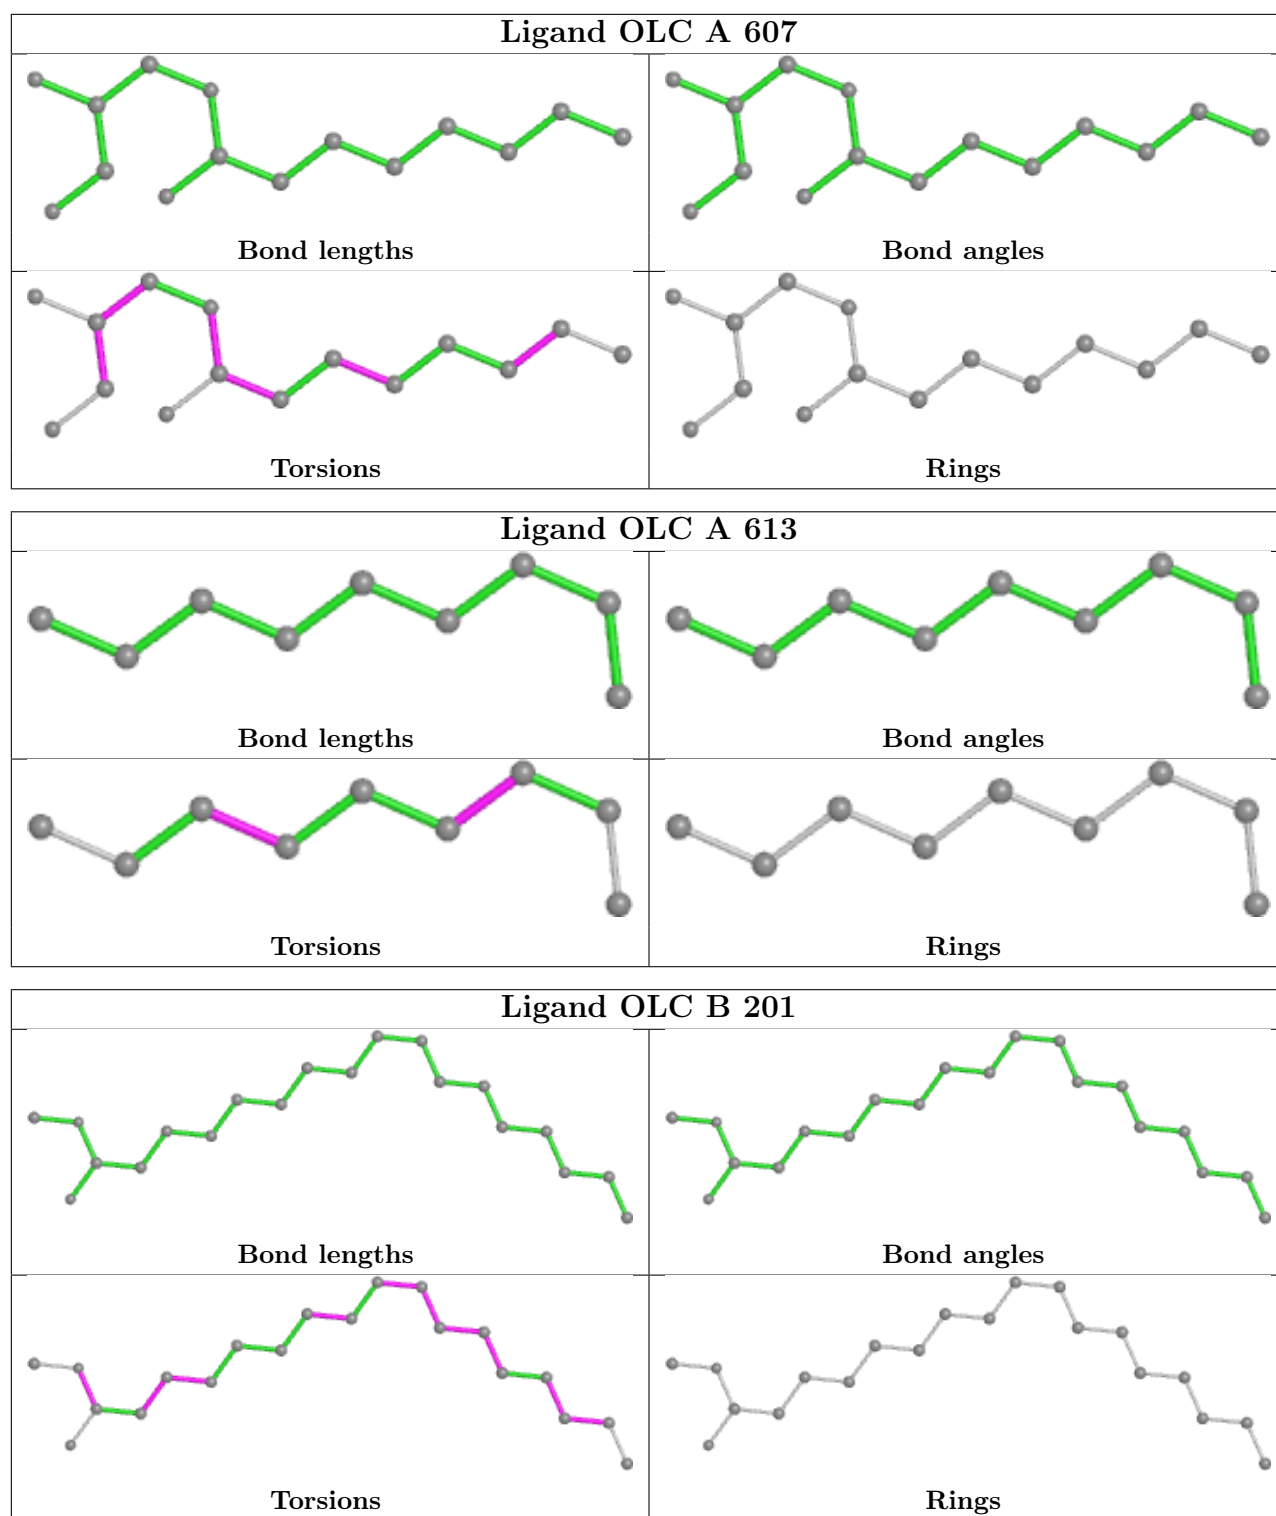 Ligand OLC A 607
Bond lengths
Bond angles
Torsions
Rings
Ligand OLC A 613
Bond lengths
Bond angles
Torsions
Rings
Ligand OLC B 201
Bond lengths
Bond angles
Torsions
Rings